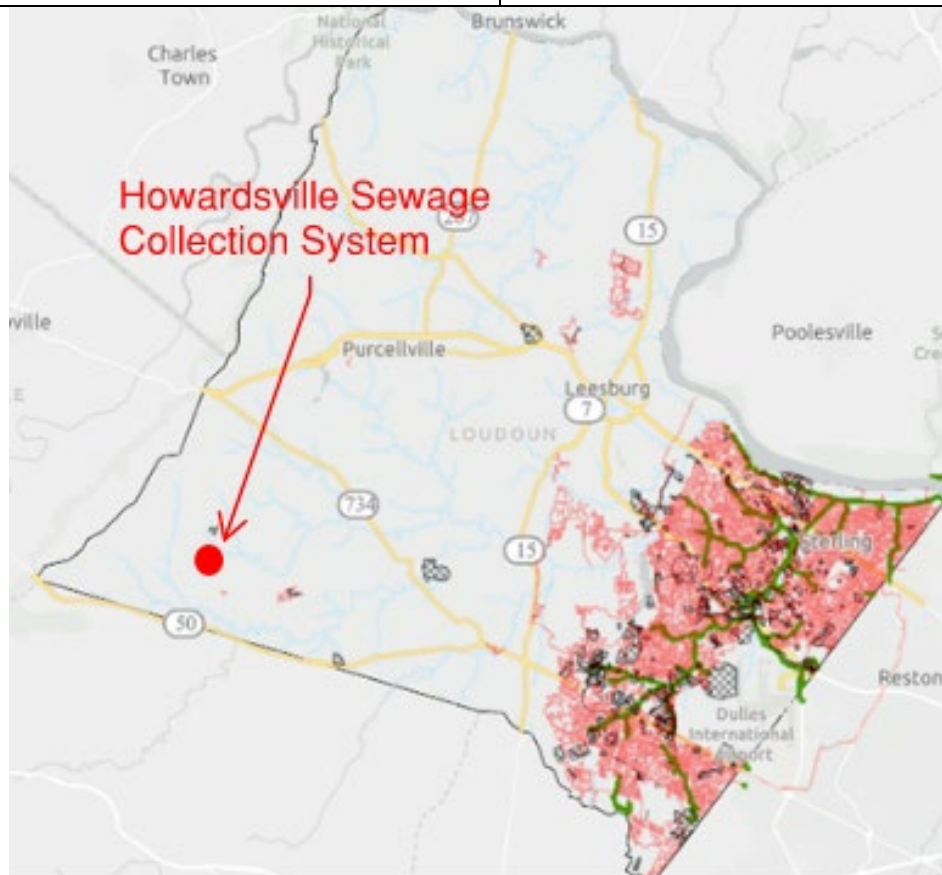 National
Historical
Park
Brunswick
Charles
Town
Howardsville Sewage
Collection System
15
ville
Purcellville
Poolesville
Leesburg
7
LOUDOUN
734
15
Sterling
50
Reston
Dulles
International
Airport